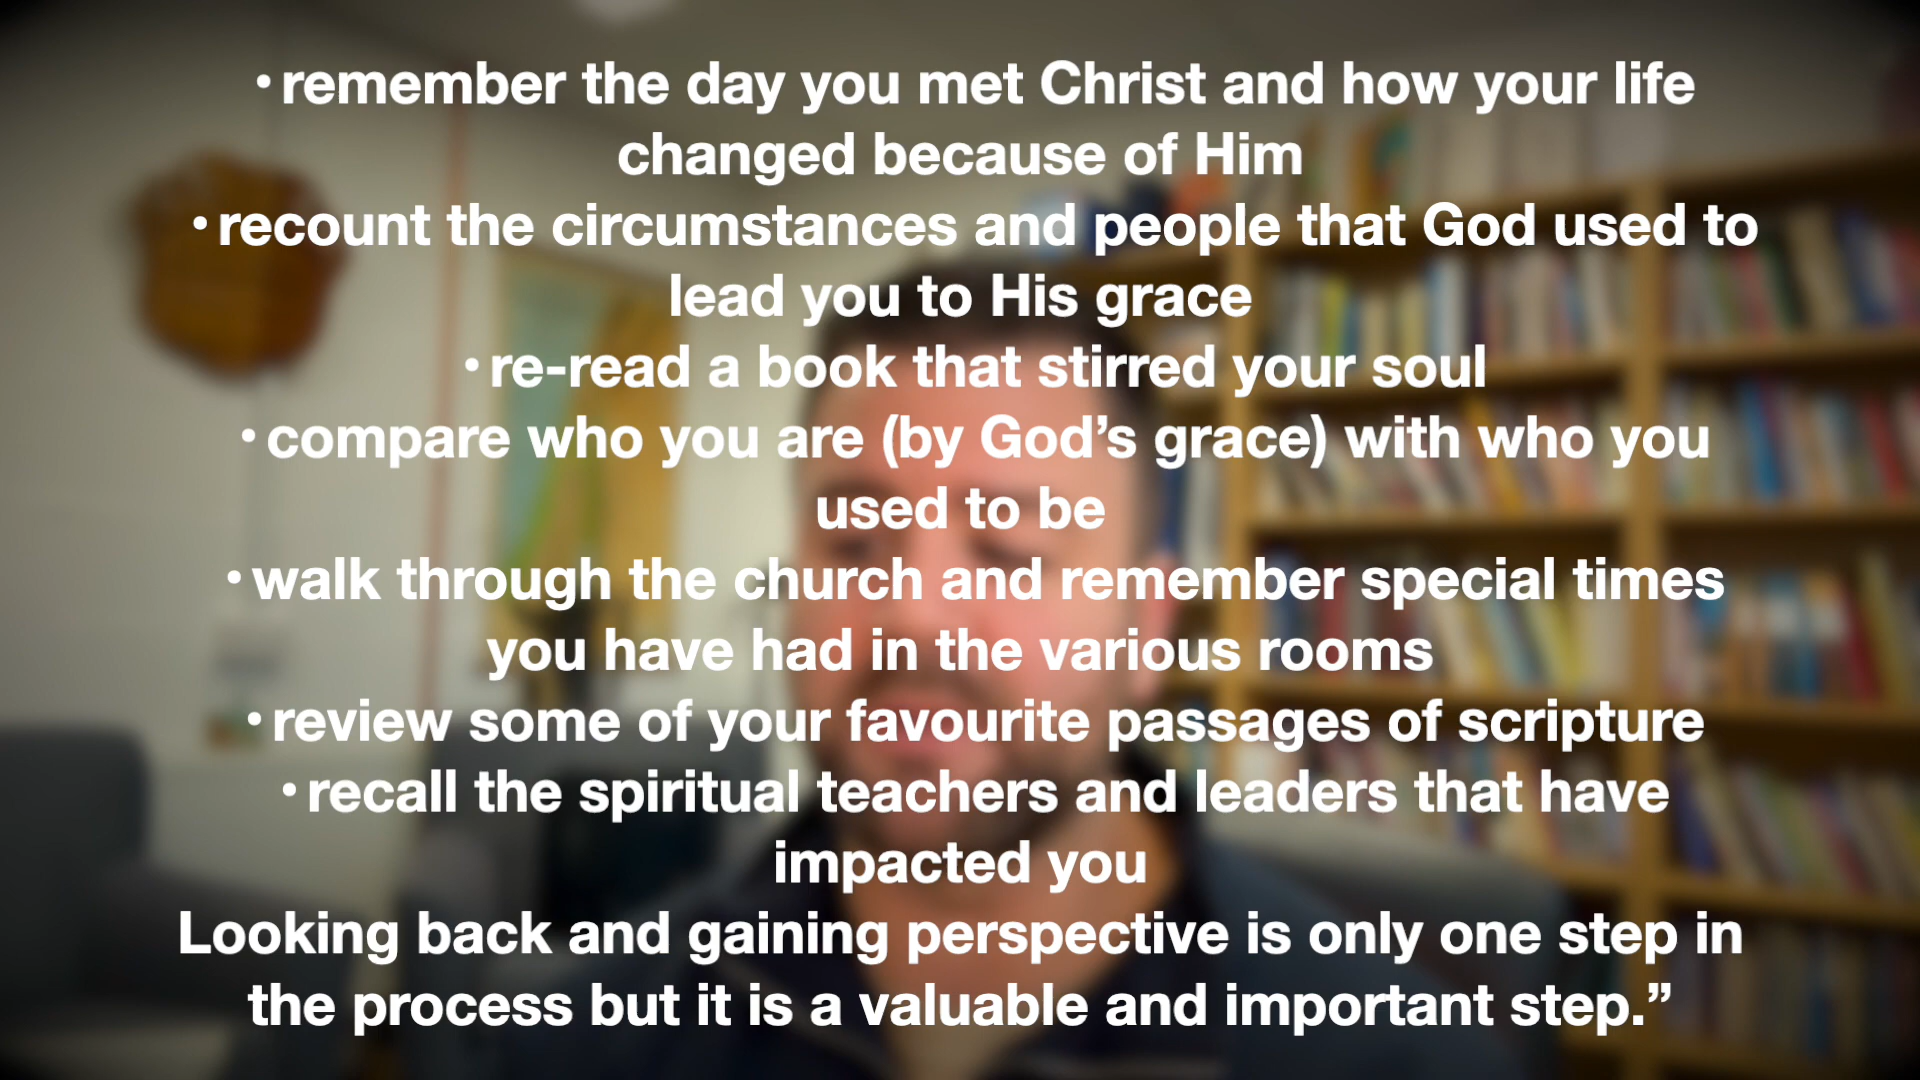 • remember the day you met Christ and how your life
changed because of Him
• recount the circumstances and people that God used to
lead you to His grace
• re-read a book that stirred your soul
• compare who you are (by God’s grace) with who you
used to be
• walk through the church and remember special times
you have had in the various rooms
• review some of your favourite passages of scripture
• recall the spiritual teachers and leaders that have
impacted you
Looking back and gaining perspective is only one step in
the process but it is a valuable and important step.”